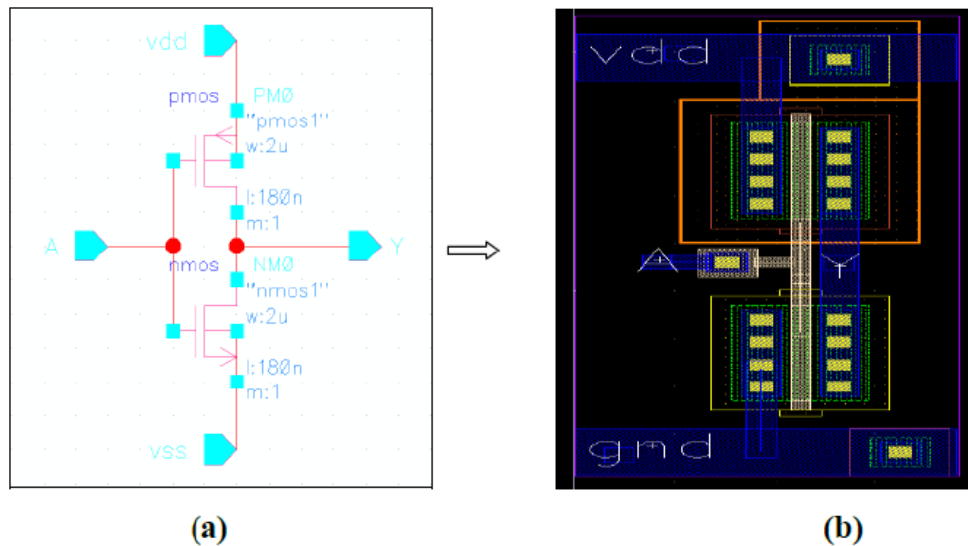 vdd
pmos
PM0
"pmos1"
w:2u
l:180n
m:1
A
Y
nmos
NM0
"nmos1"
w:2u
l:180n
m:1
vss
(a)
vdd
A
Y
gnd
(b)